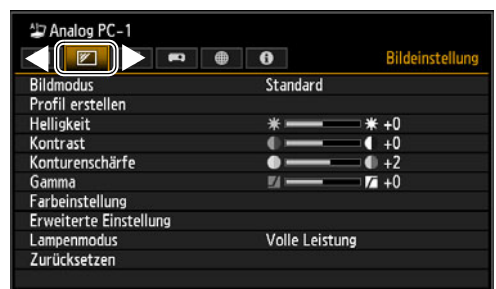 Analog PC-1
Bildeinstellung
Bildmodus Standard
Profil erstellen
Helligkeit +0
Kontrast +0
Konturenschärfe +2
Gamma +0
Farbeinstellung
Erweiterte Einstellung
Lampenmodus Volle Leistung
Zurücksetzen